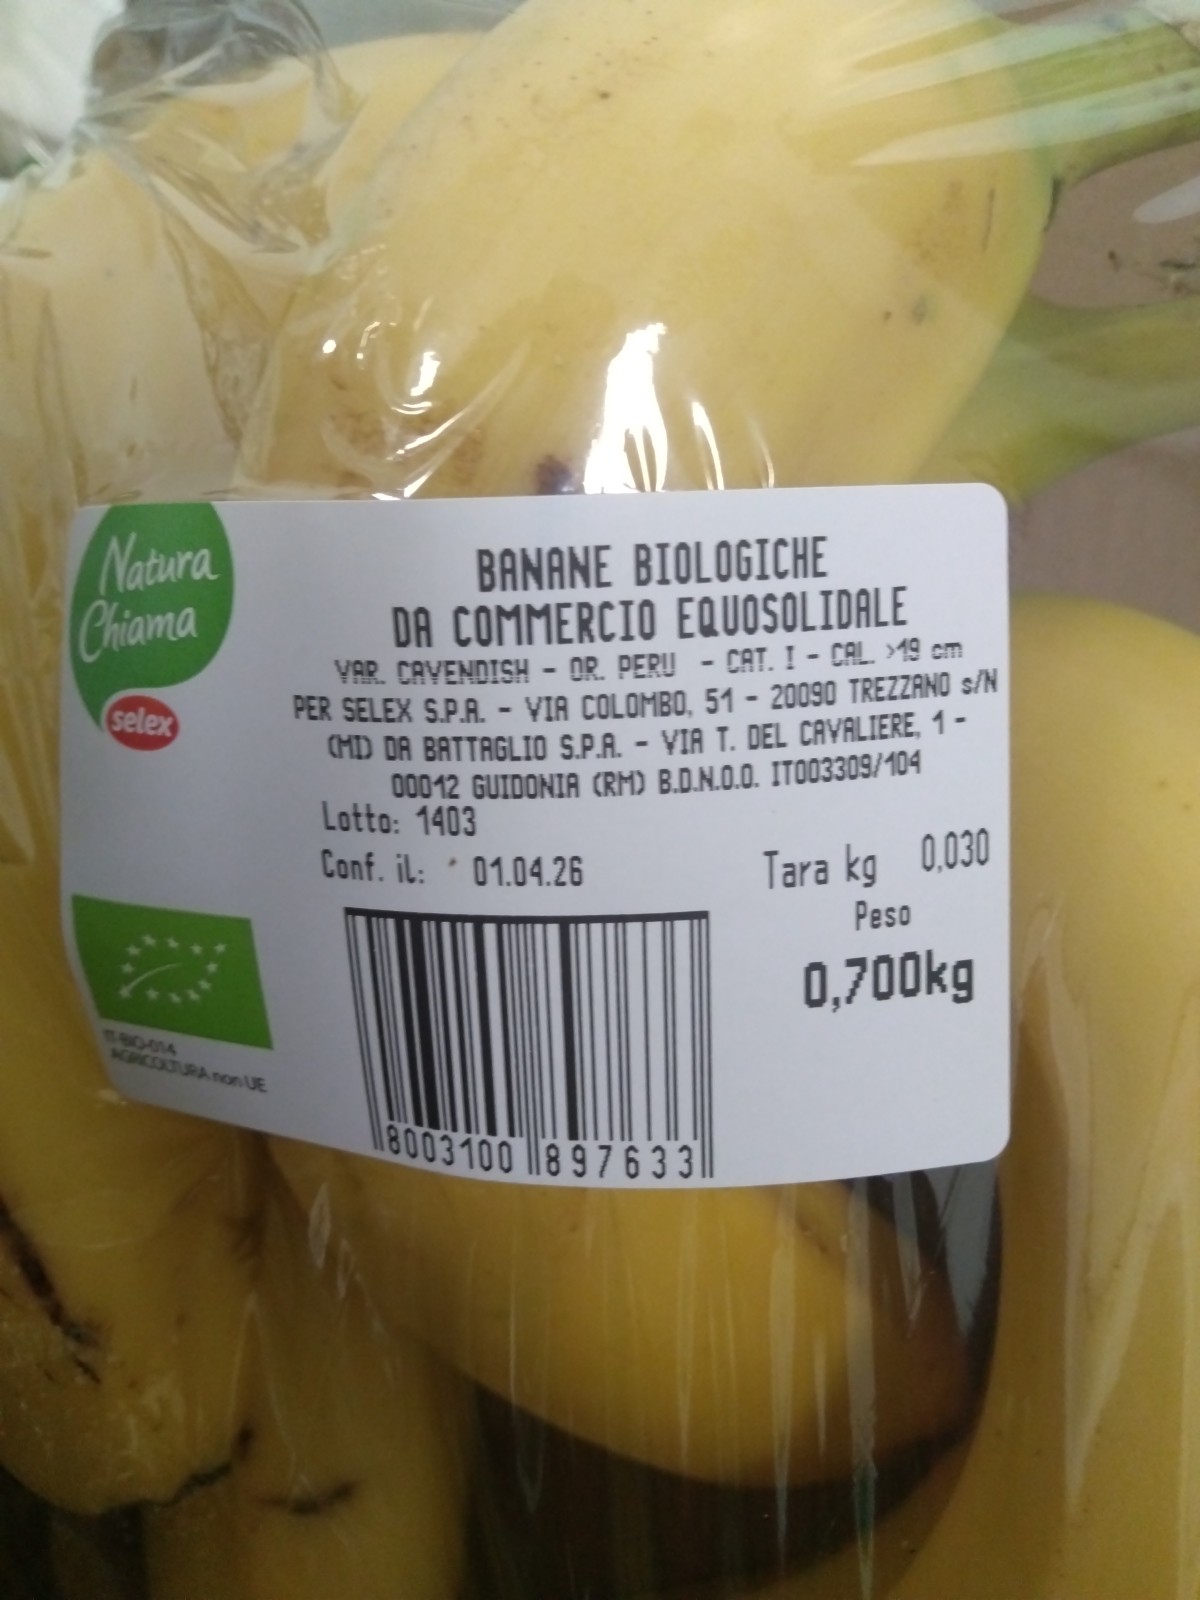 Natura
Chiama
selex
BANANE BIOLOGICHE
DA COMMERCIO EQUOSOLIDALE
VAR. CAVENDISH - OR. PERU - CAT. I - CAL. >19 cm
PER SELEX S.P.A. - VIA COLOMBO, 51 - 20090 TREZZANO s/N
(MI) DA BATTAGLIO S.P.A. - VIA T. DEL CAVALIERE, 1 -
00012 GUIDONIA (RM) B.D.N.O.O. IT003309/104
Lotto: 1403
Conf. il: 01.04.26
Tara kg 0,030
Peso
0,700kg
IT-BIO-014
AGRICOLTURA non UE
8003100 897633